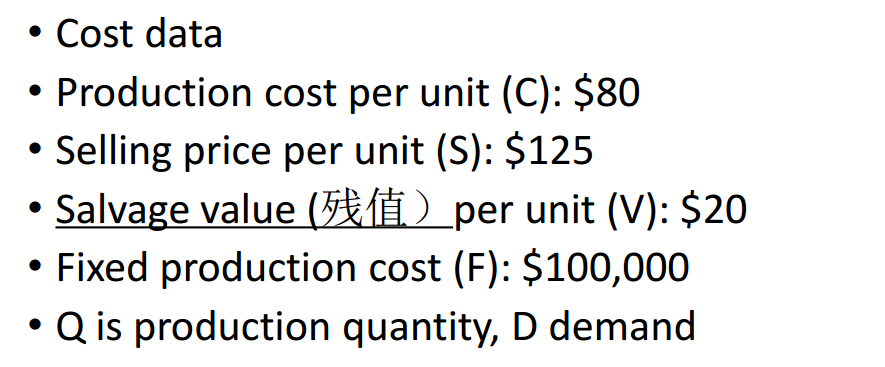 • Cost data
• Production cost per unit (C): $80
• Selling price per unit (S): $125
• Salvage value (残值） per unit (V): $20
• Fixed production cost (F): $100,000
• Q is production quantity, D demand